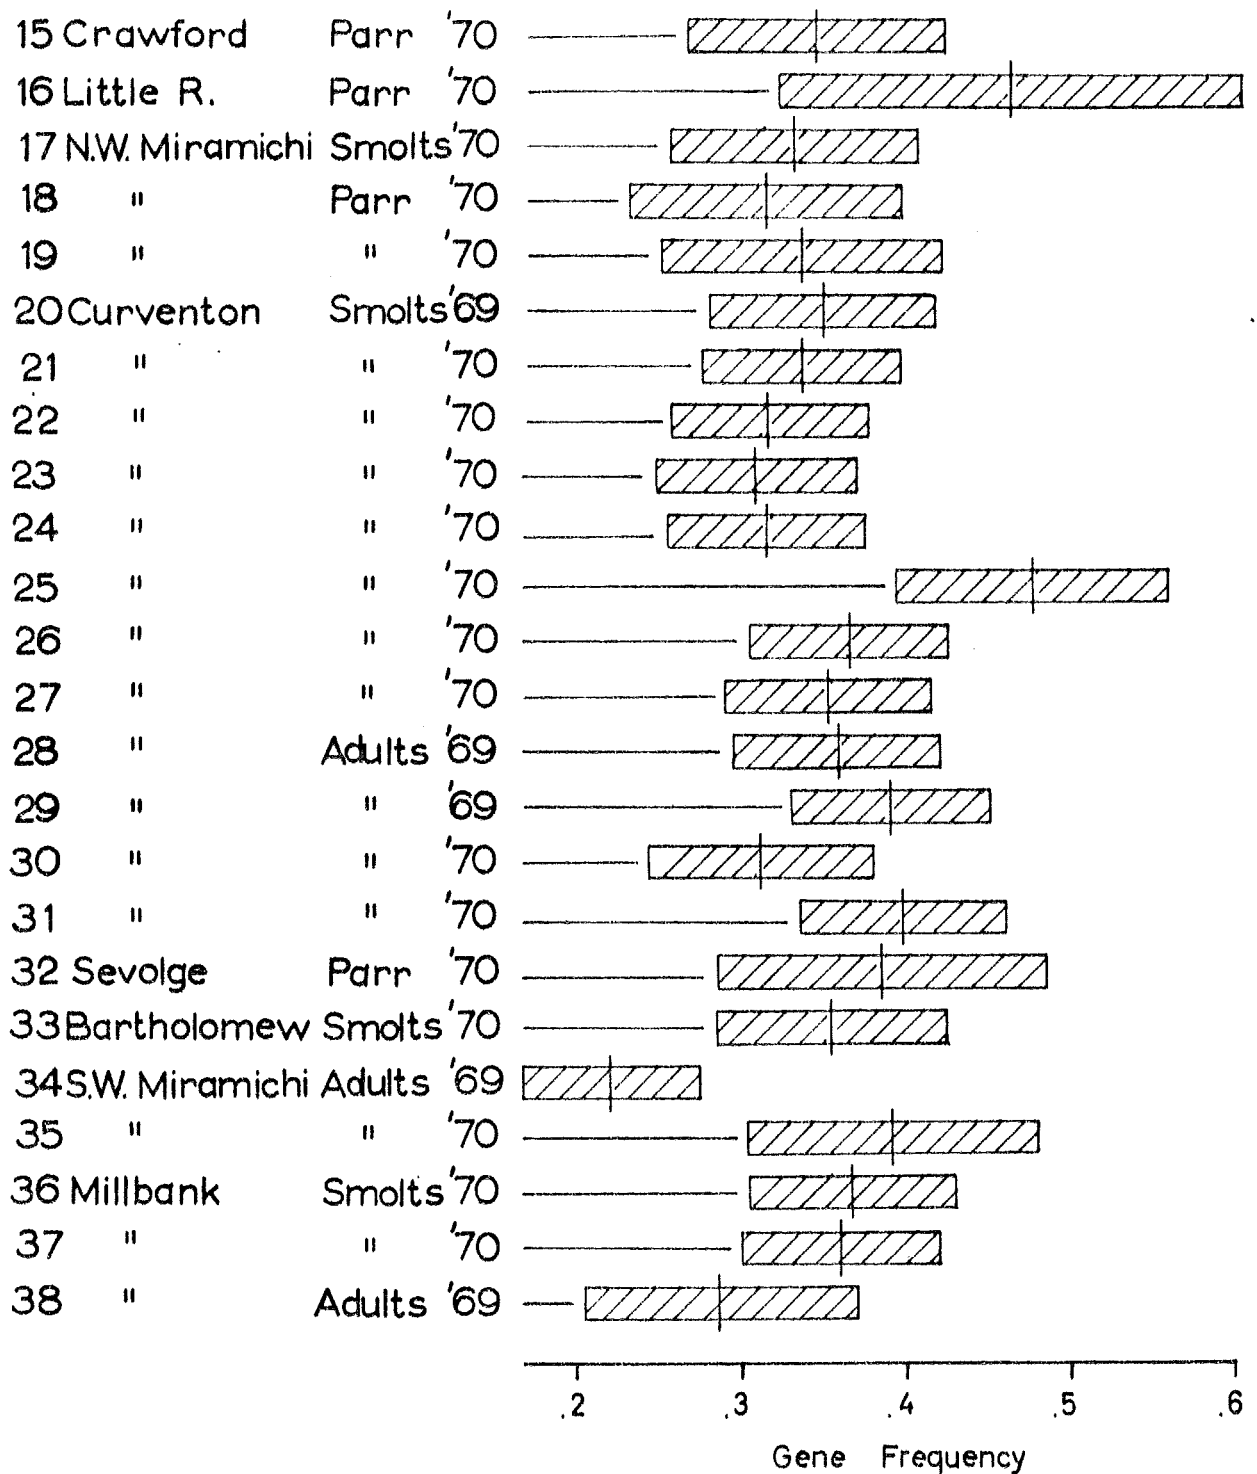 15 Crawford Parr '70
16 Little R. Parr '70
17 N.W. Miramichi Smolts '70
18 " Parr '70
19 " " '70
20 Curventon Smolts '69
21 " " '70
22 " " '70
23 " " '70
24 " " '70
25 " " '70
26 " " '70
27 " " '70
28 " Adults '69
29 " " '69
30 " " '70
31 " " '70
32 Sevolge Parr '70
33 Bartholomew Smolts '70
34 S.W. Miramichi Adults '69
35 " " '70
36 Millbank Smolts '70
37 " " '70
38 " Adults '69
.2 .3 .4 .5 .6
Gene Frequency